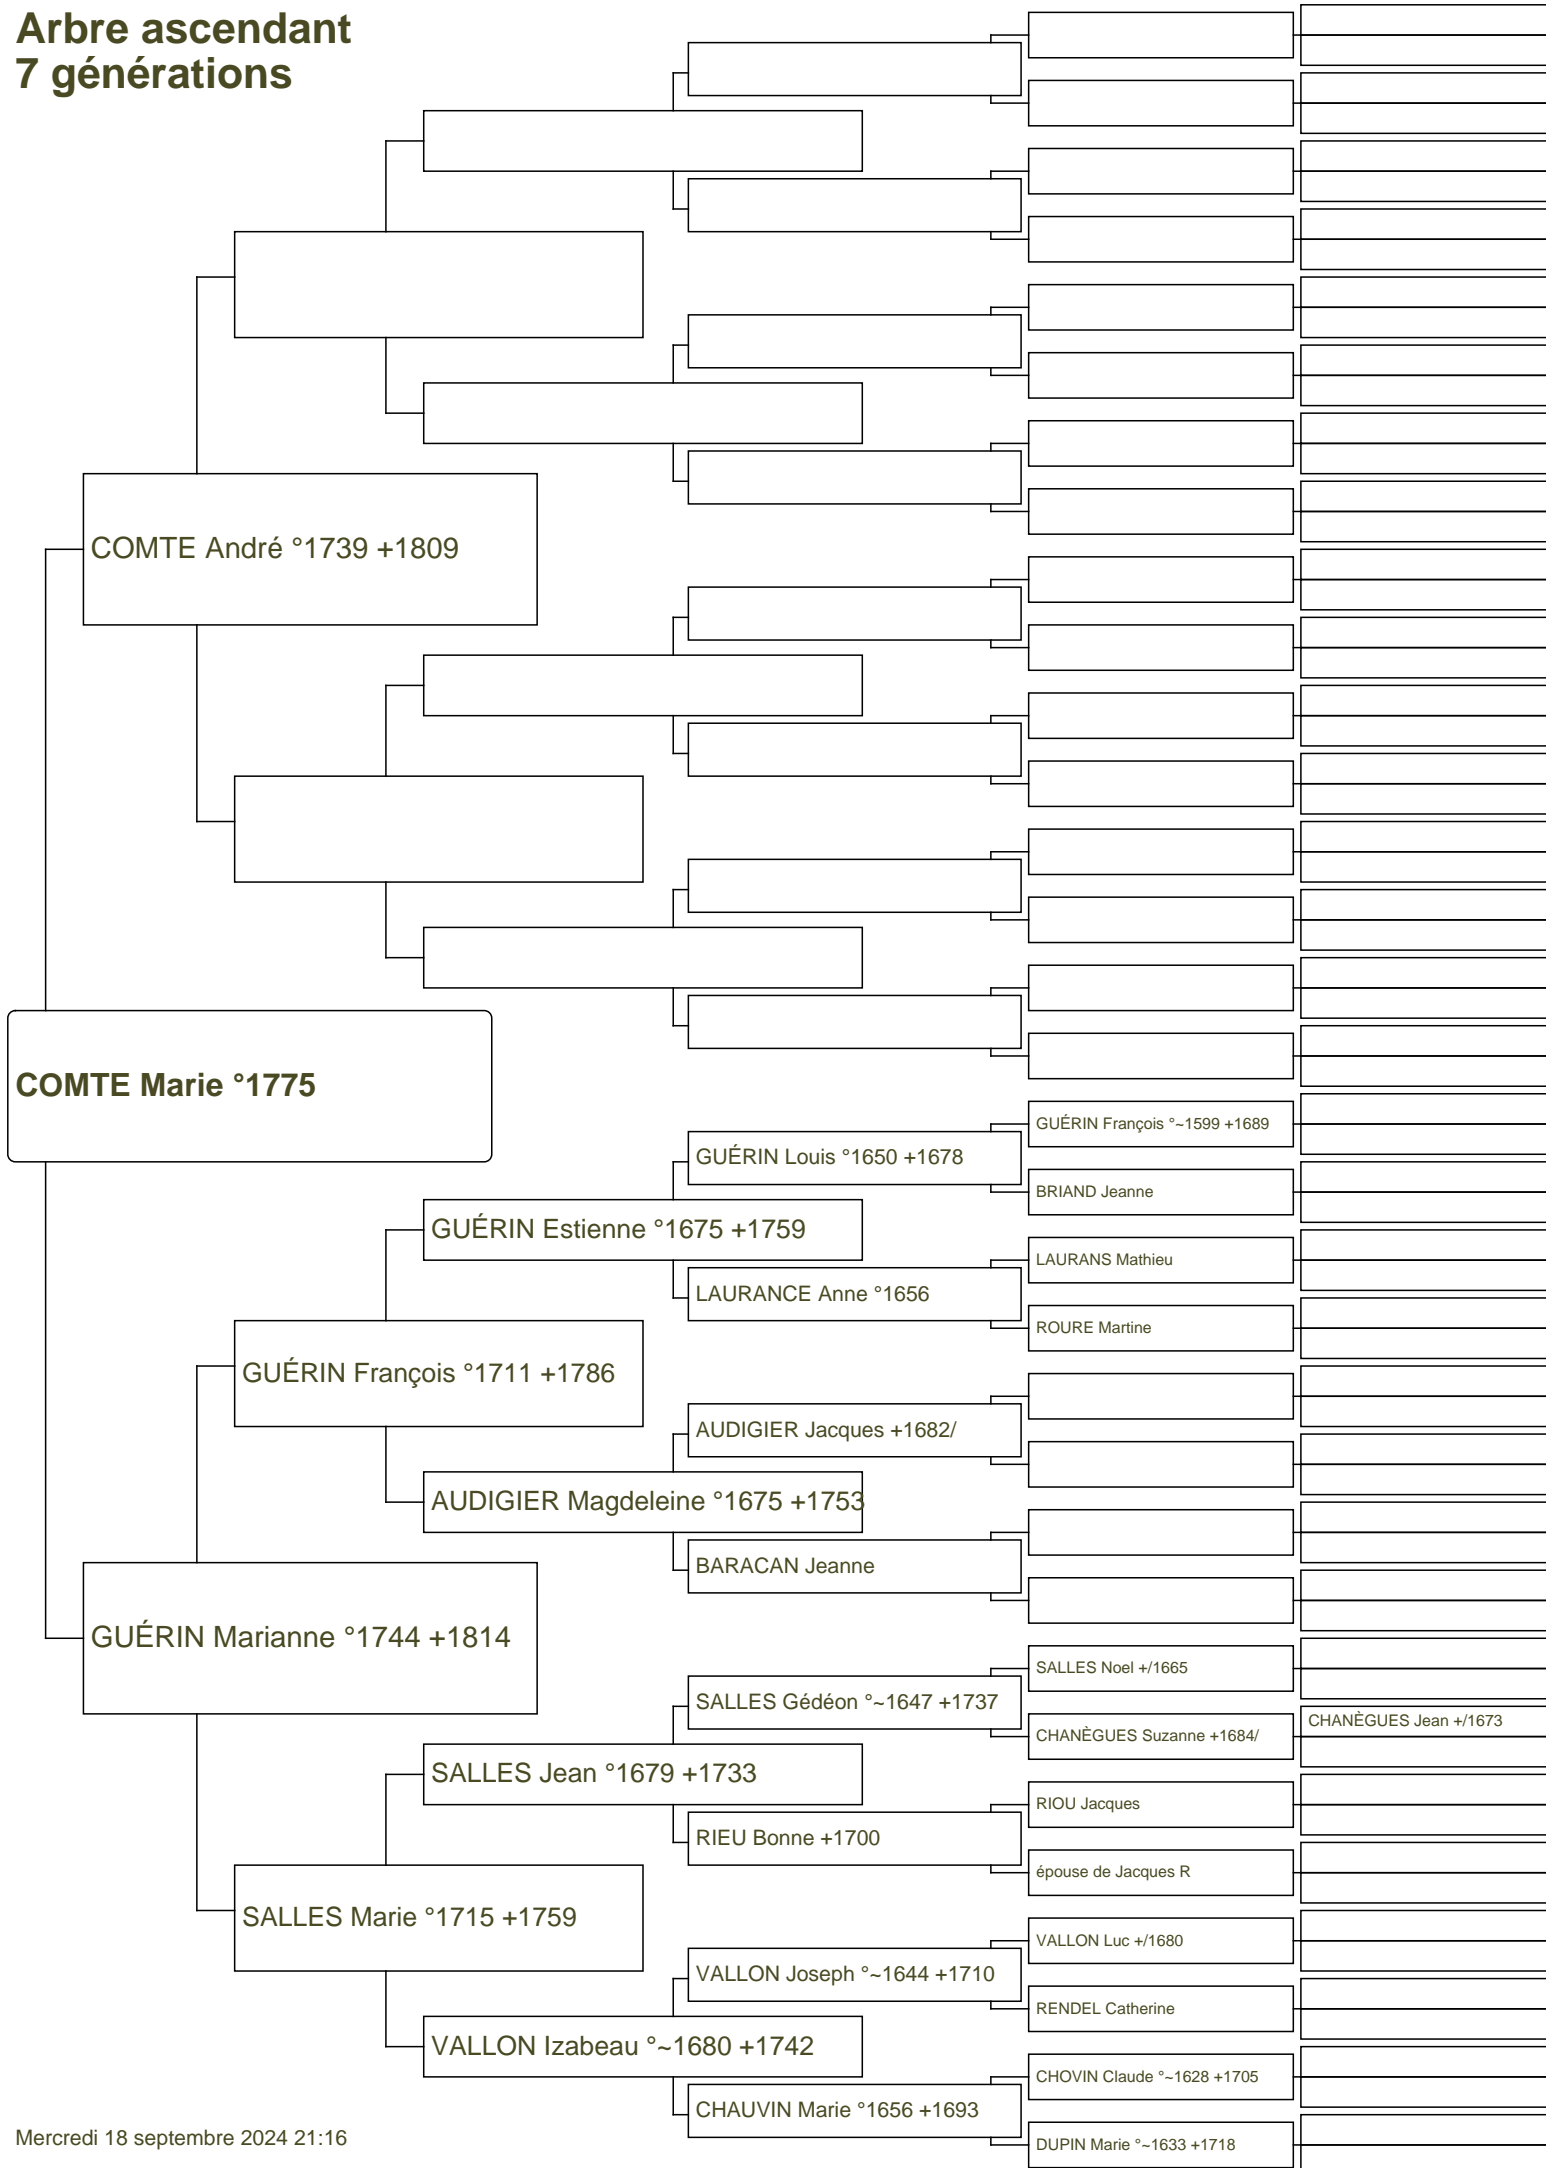 Arbre ascendant
7 générations
COMTE André °1739 +1809
COMTE Marie °1775
GUÉRIN François °~1599 +1689
GUÉRIN Louis °1650 +1678
BRIAND Jeanne
GUÉRIN Estienne °1675 +1759
LAURANS Mathieu
LAURANCE Anne °1656
ROURE Martine
GUÉRIN François °1711 +1786
AUDIGIER Jacques +1682/
AUDIGIER Magdeleine °1675 +1753
BARACAN Jeanne
GUÉRIN Marianne °1744 +1814
SALLES Noel +/1665
SALLES Gédéon °~1647 +1737
CHANÈGUES Jean +/1673
CHANÈGUES Suzanne +1684/
SALLES Jean °1679 +1733
RIOU Jacques
RIEU Bonne +1700
épouse de Jacques R
SALLES Marie °1715 +1759
VALLON Luc +/1680
VALLON Joseph °~1644 +1710
RENDEL Catherine
VALLON Izabeau °~1680 +1742
CHOVIN Claude °~1628 +1705
CHAUVIN Marie °1656 +1693
DUPIN Marie °~1633 +1718
Mercredi 18 septembre 2024 21:16